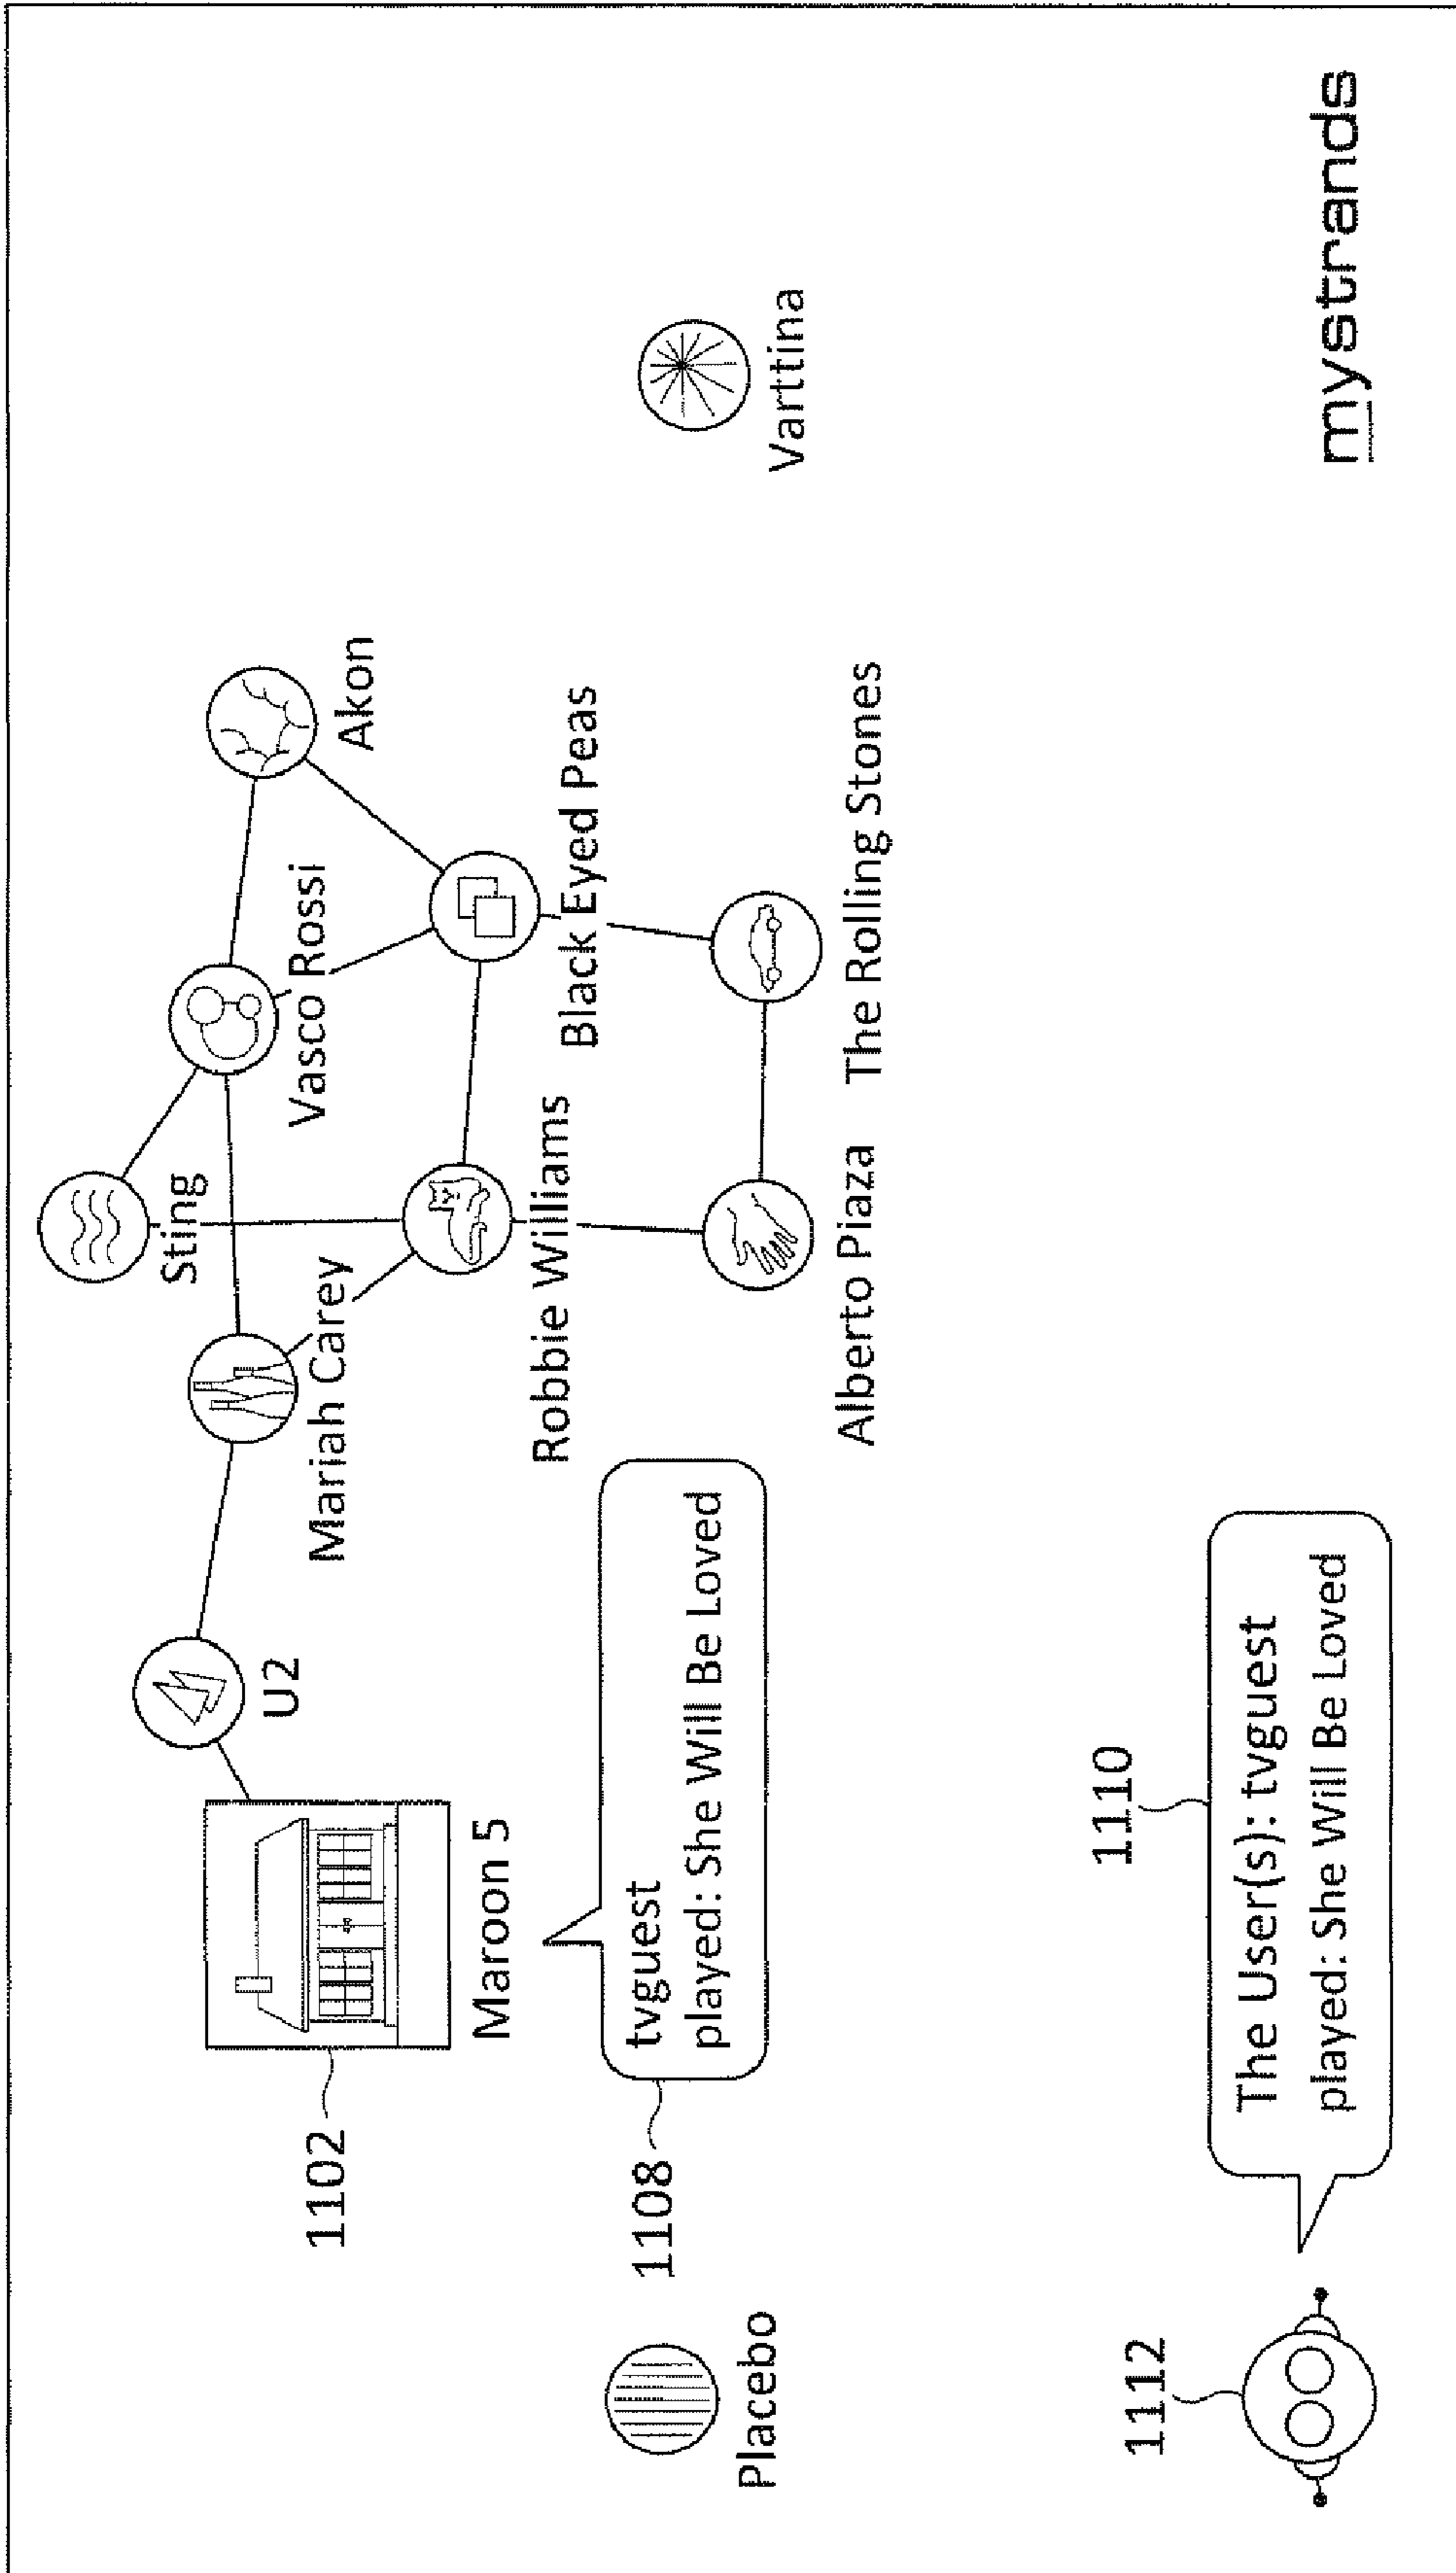 Sting
U2
Vasco Rossi
Akon
Mariah Carey
1102
Maroon 5
Robbie Williams
Black Eyed Peas
1108
tvguest
played: She Will Be Loved
Placebo
Vartina
Alberto Piaza
The Rolling Stones
1110
1112
The User(s): tvguest
played: She Will Be Loved
mystrands